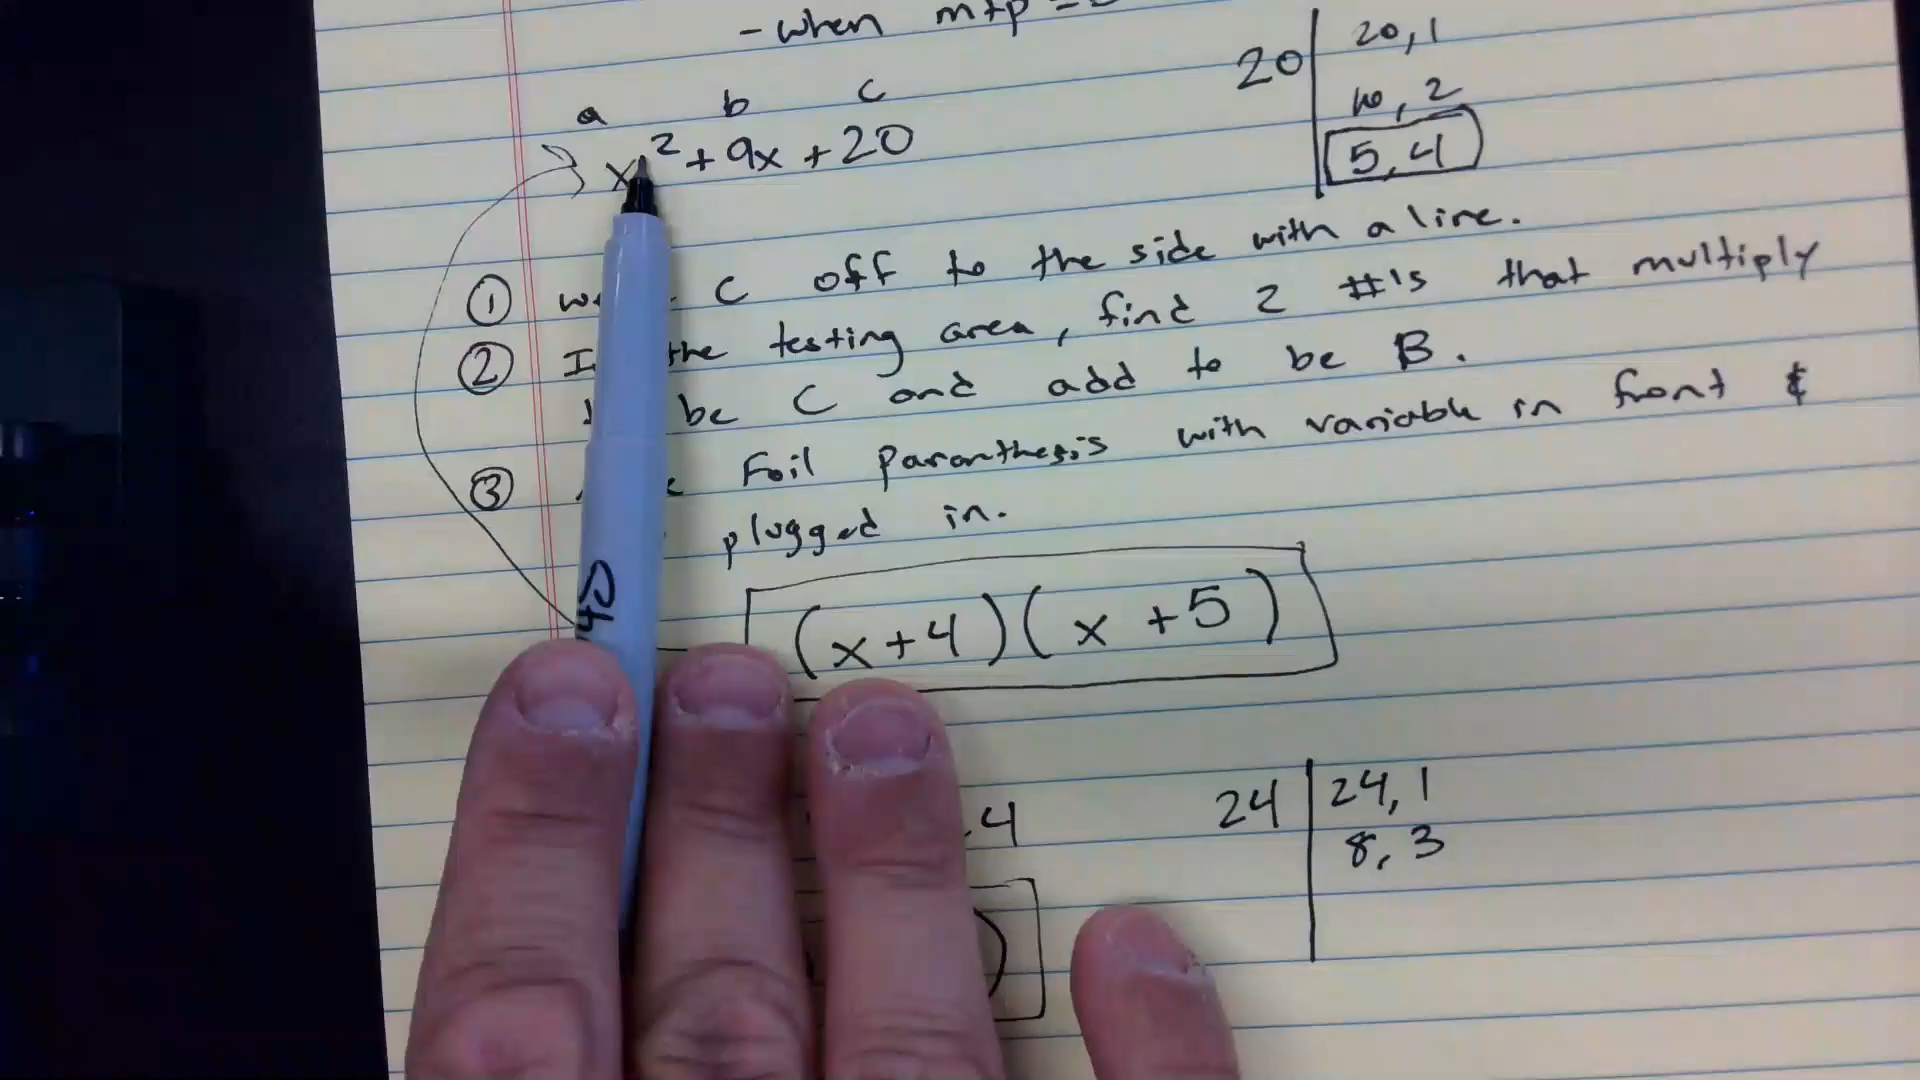 - when m+p =
20 | 20, 1
10, 2
5, 4
a b c
x² + 9x + 20
① C off to the side with a line.
② the testing area, find 2 #'s that multiply
be C and add to be B.
③ Foil Paranthesis with variable in front &
plugged in.
(x+4)(x +5)
4
24 | 24, 1
8, 3